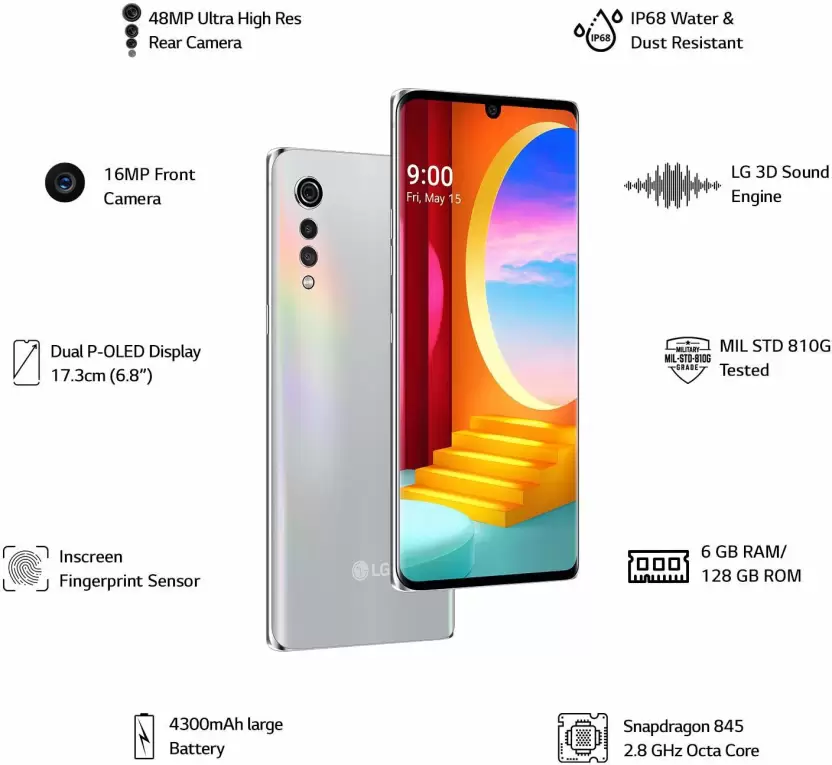 48MP Ultra High Res
Rear Camera
IP68 Water &
Dust Resistant
IP68
16MP Front
Camera
LG 3D Sound
Engine
9:00
Fri, May 15
Dual P-OLED Display
17.3cm (6.8”)
MILITARY
MIL-STD-810G
GRADE
MIL STD 810G
Tested
Inscreen
Fingerprint Sensor
LG
6 GB RAM/
128 GB ROM
4300mAh large
Battery
Snapdragon 845
2.8 GHz Octa Core